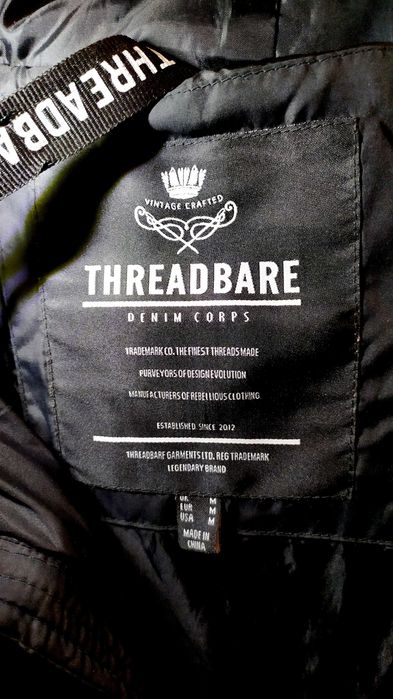 THREADBA
VINTAGE CRAFTED
THREADBARE
DENIM CORPS
TRADEMARK CO. THE FINEST THREADS MADE
PURVEYORS OF DESIGN EVOLUTION
MANUFACTURERS OF REBELLIOUS CLOTHING
ESTABLISHED SINCE 2012
THREADBARE GARMENTS LTD. REG TRADEMARK
LEGENDARY BRAND
UK M
EUR M
USA M
MADE IN
CHINA